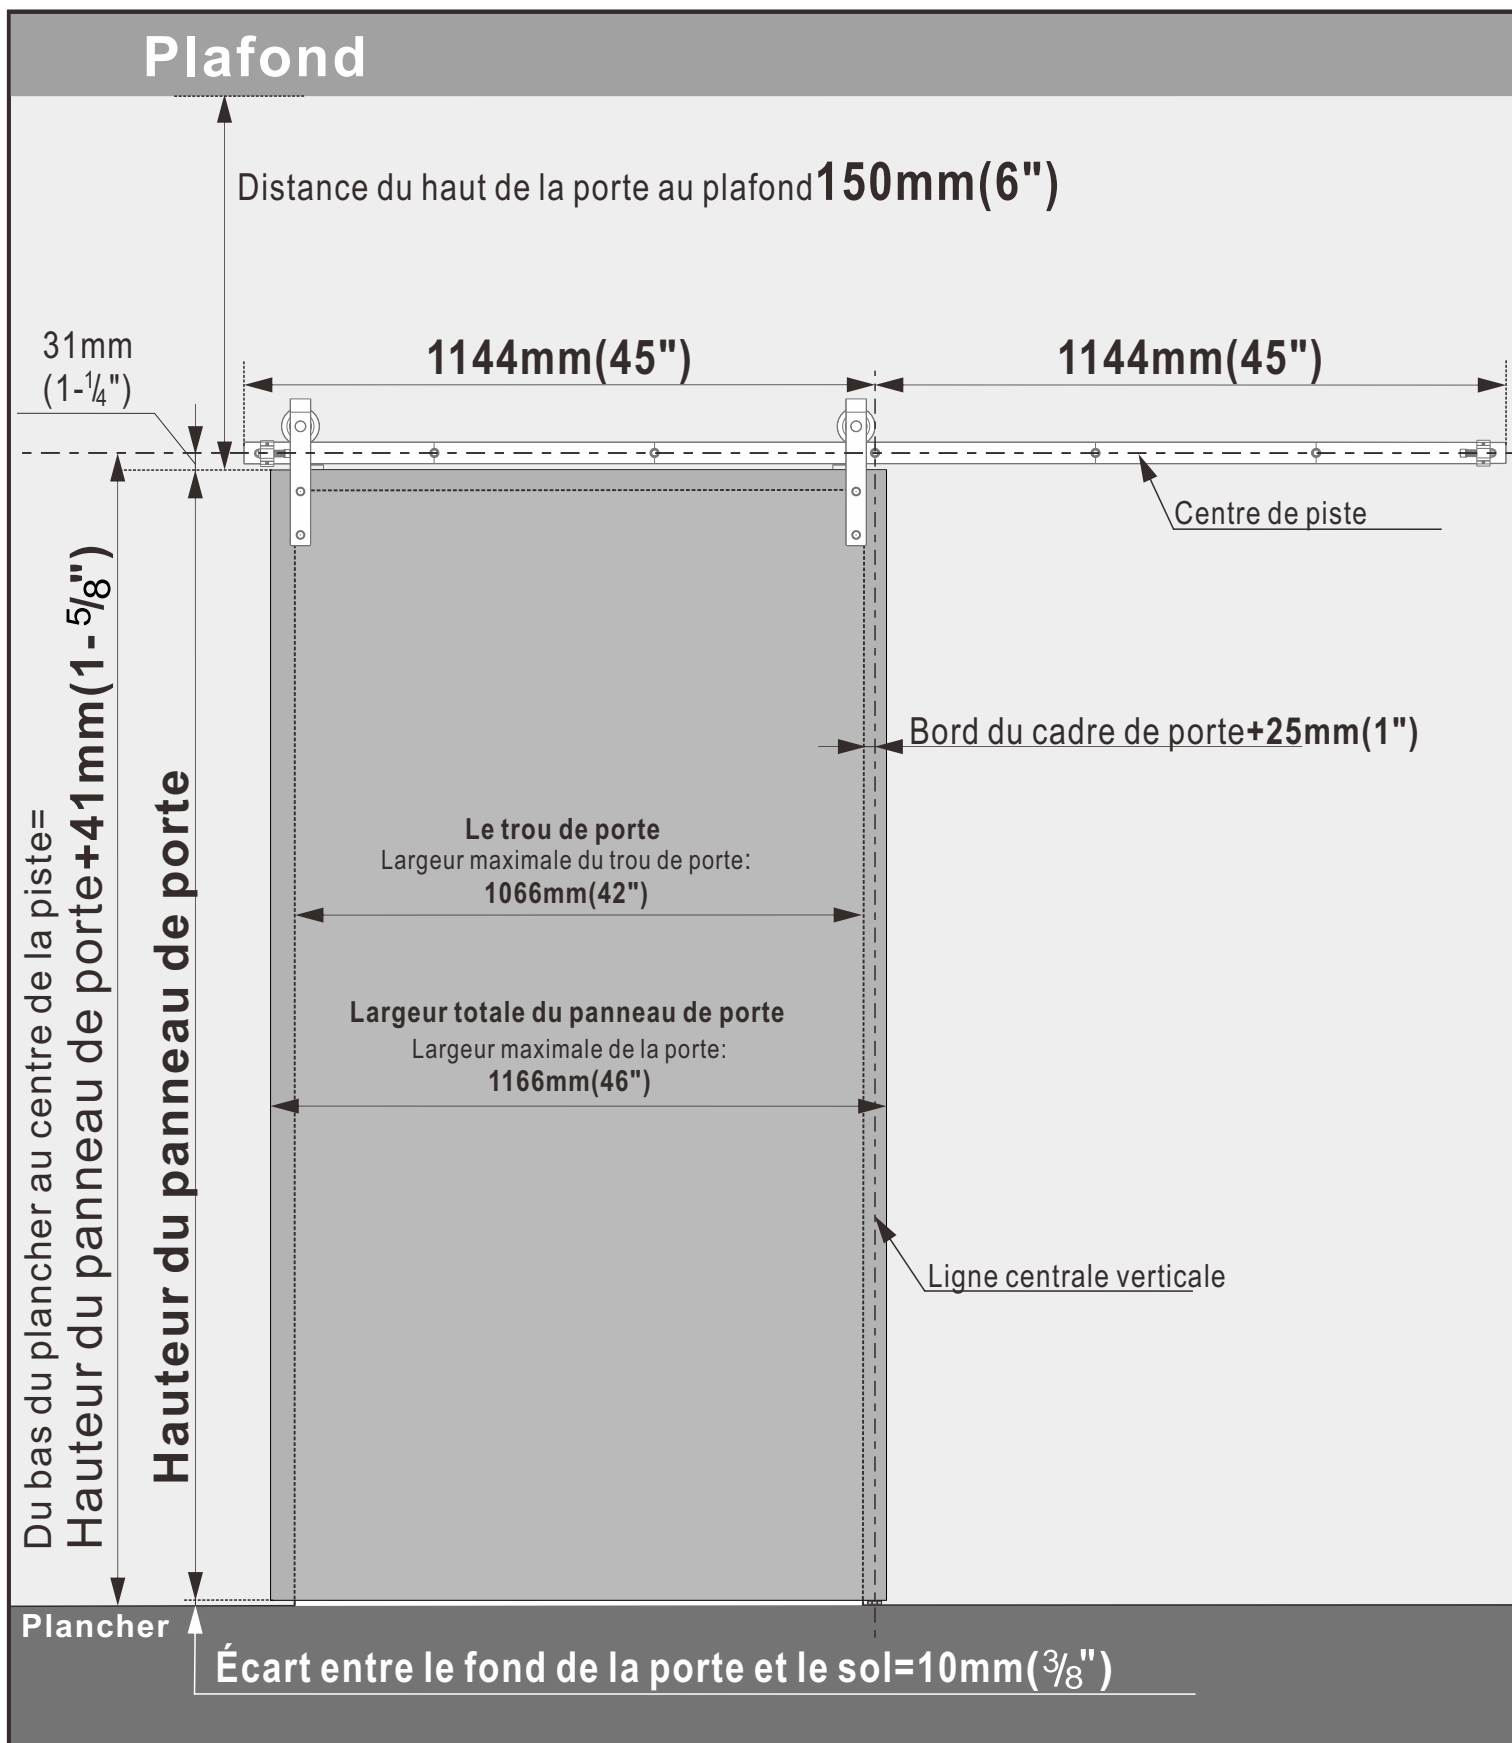 Plafond
Distance du haut de la porte au plafond 150mm(6")
31mm
(1-1/4")
1144mm(45")
1144mm(45")
Centre de piste
Du bas du plancher au centre de la piste=
Hauteur du panneau de porte+41mm(1-5/8")
Hauteur du panneau de porte
Bord du cadre de porte+25mm(1")
Le trou de porte
Largeur maximale du trou de porte:
1066mm(42")
Largeur totale du panneau de porte
Largeur maximale de la porte:
1166mm(46")
Ligne centrale verticale
Plancher
Écart entre le fond de la porte et le sol=10mm(3/8")